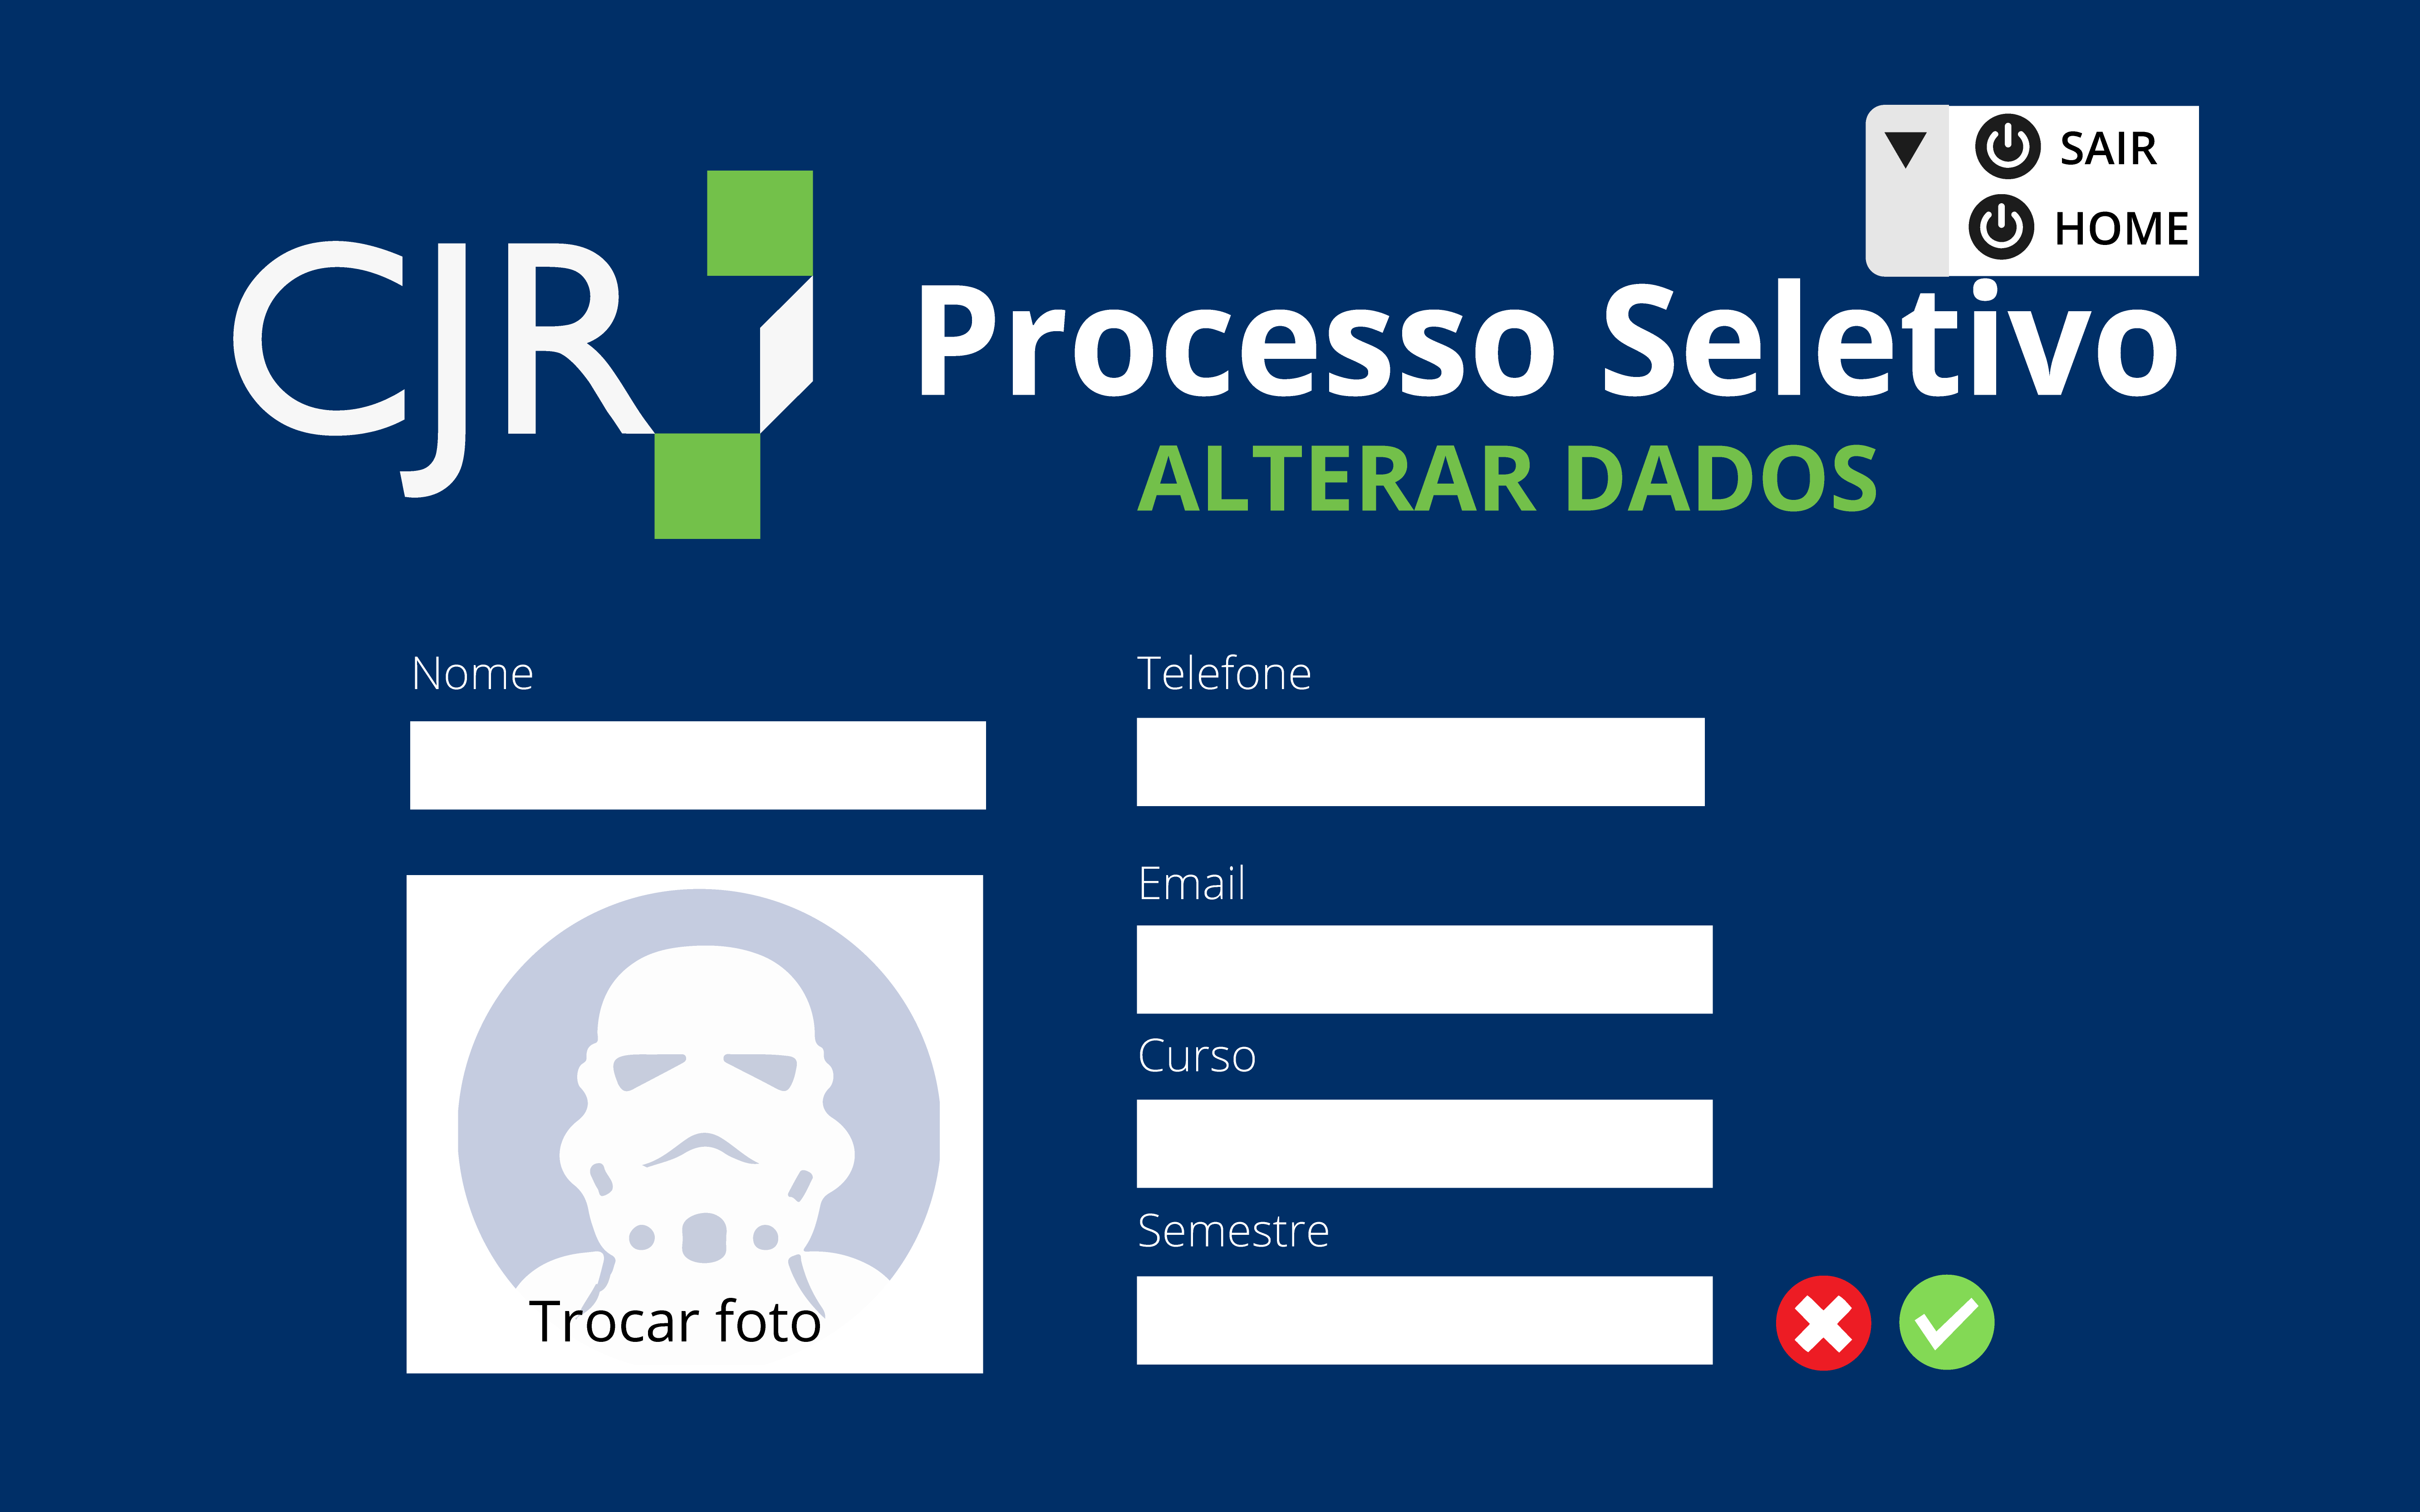 SAIR
HOME
CJR
Processo Seletivo
ALTERAR DADOS
Nome
Telefone
Email
Curso
Semestre
Trocar foto